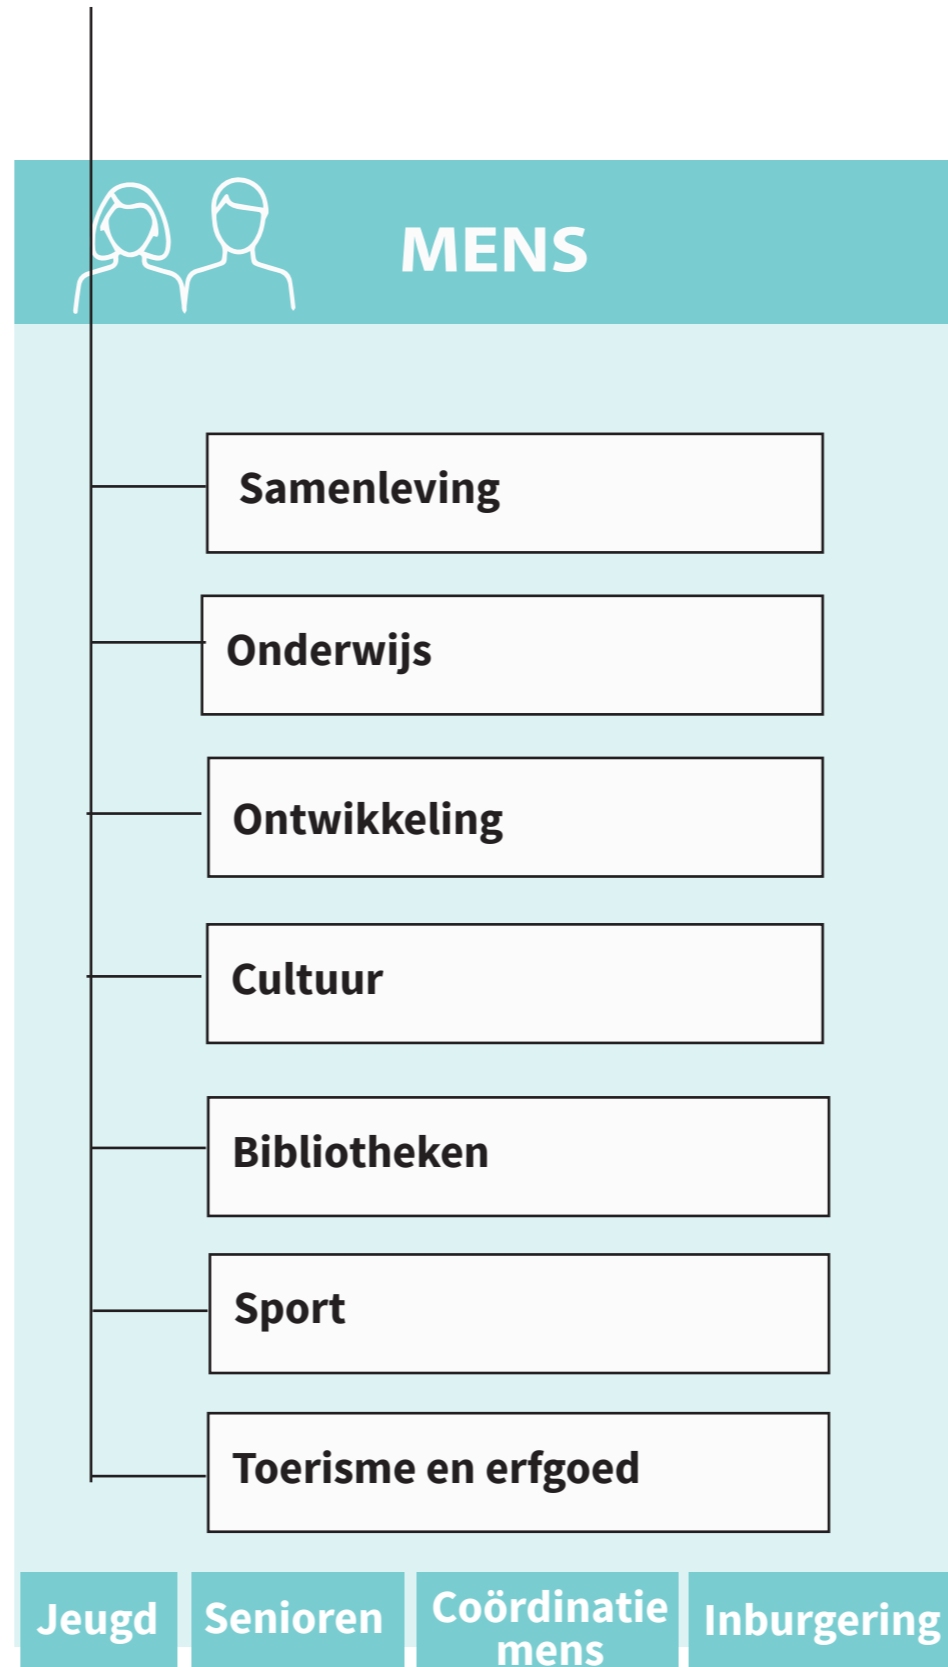 MENS
Samenleving
Onderwijs
Ontwikkeling
Cultuur
Bibliotheken
Sport
Toerisme en erfgoed
Jeugd
Senioren
Coördinatie
mens
Inburgering